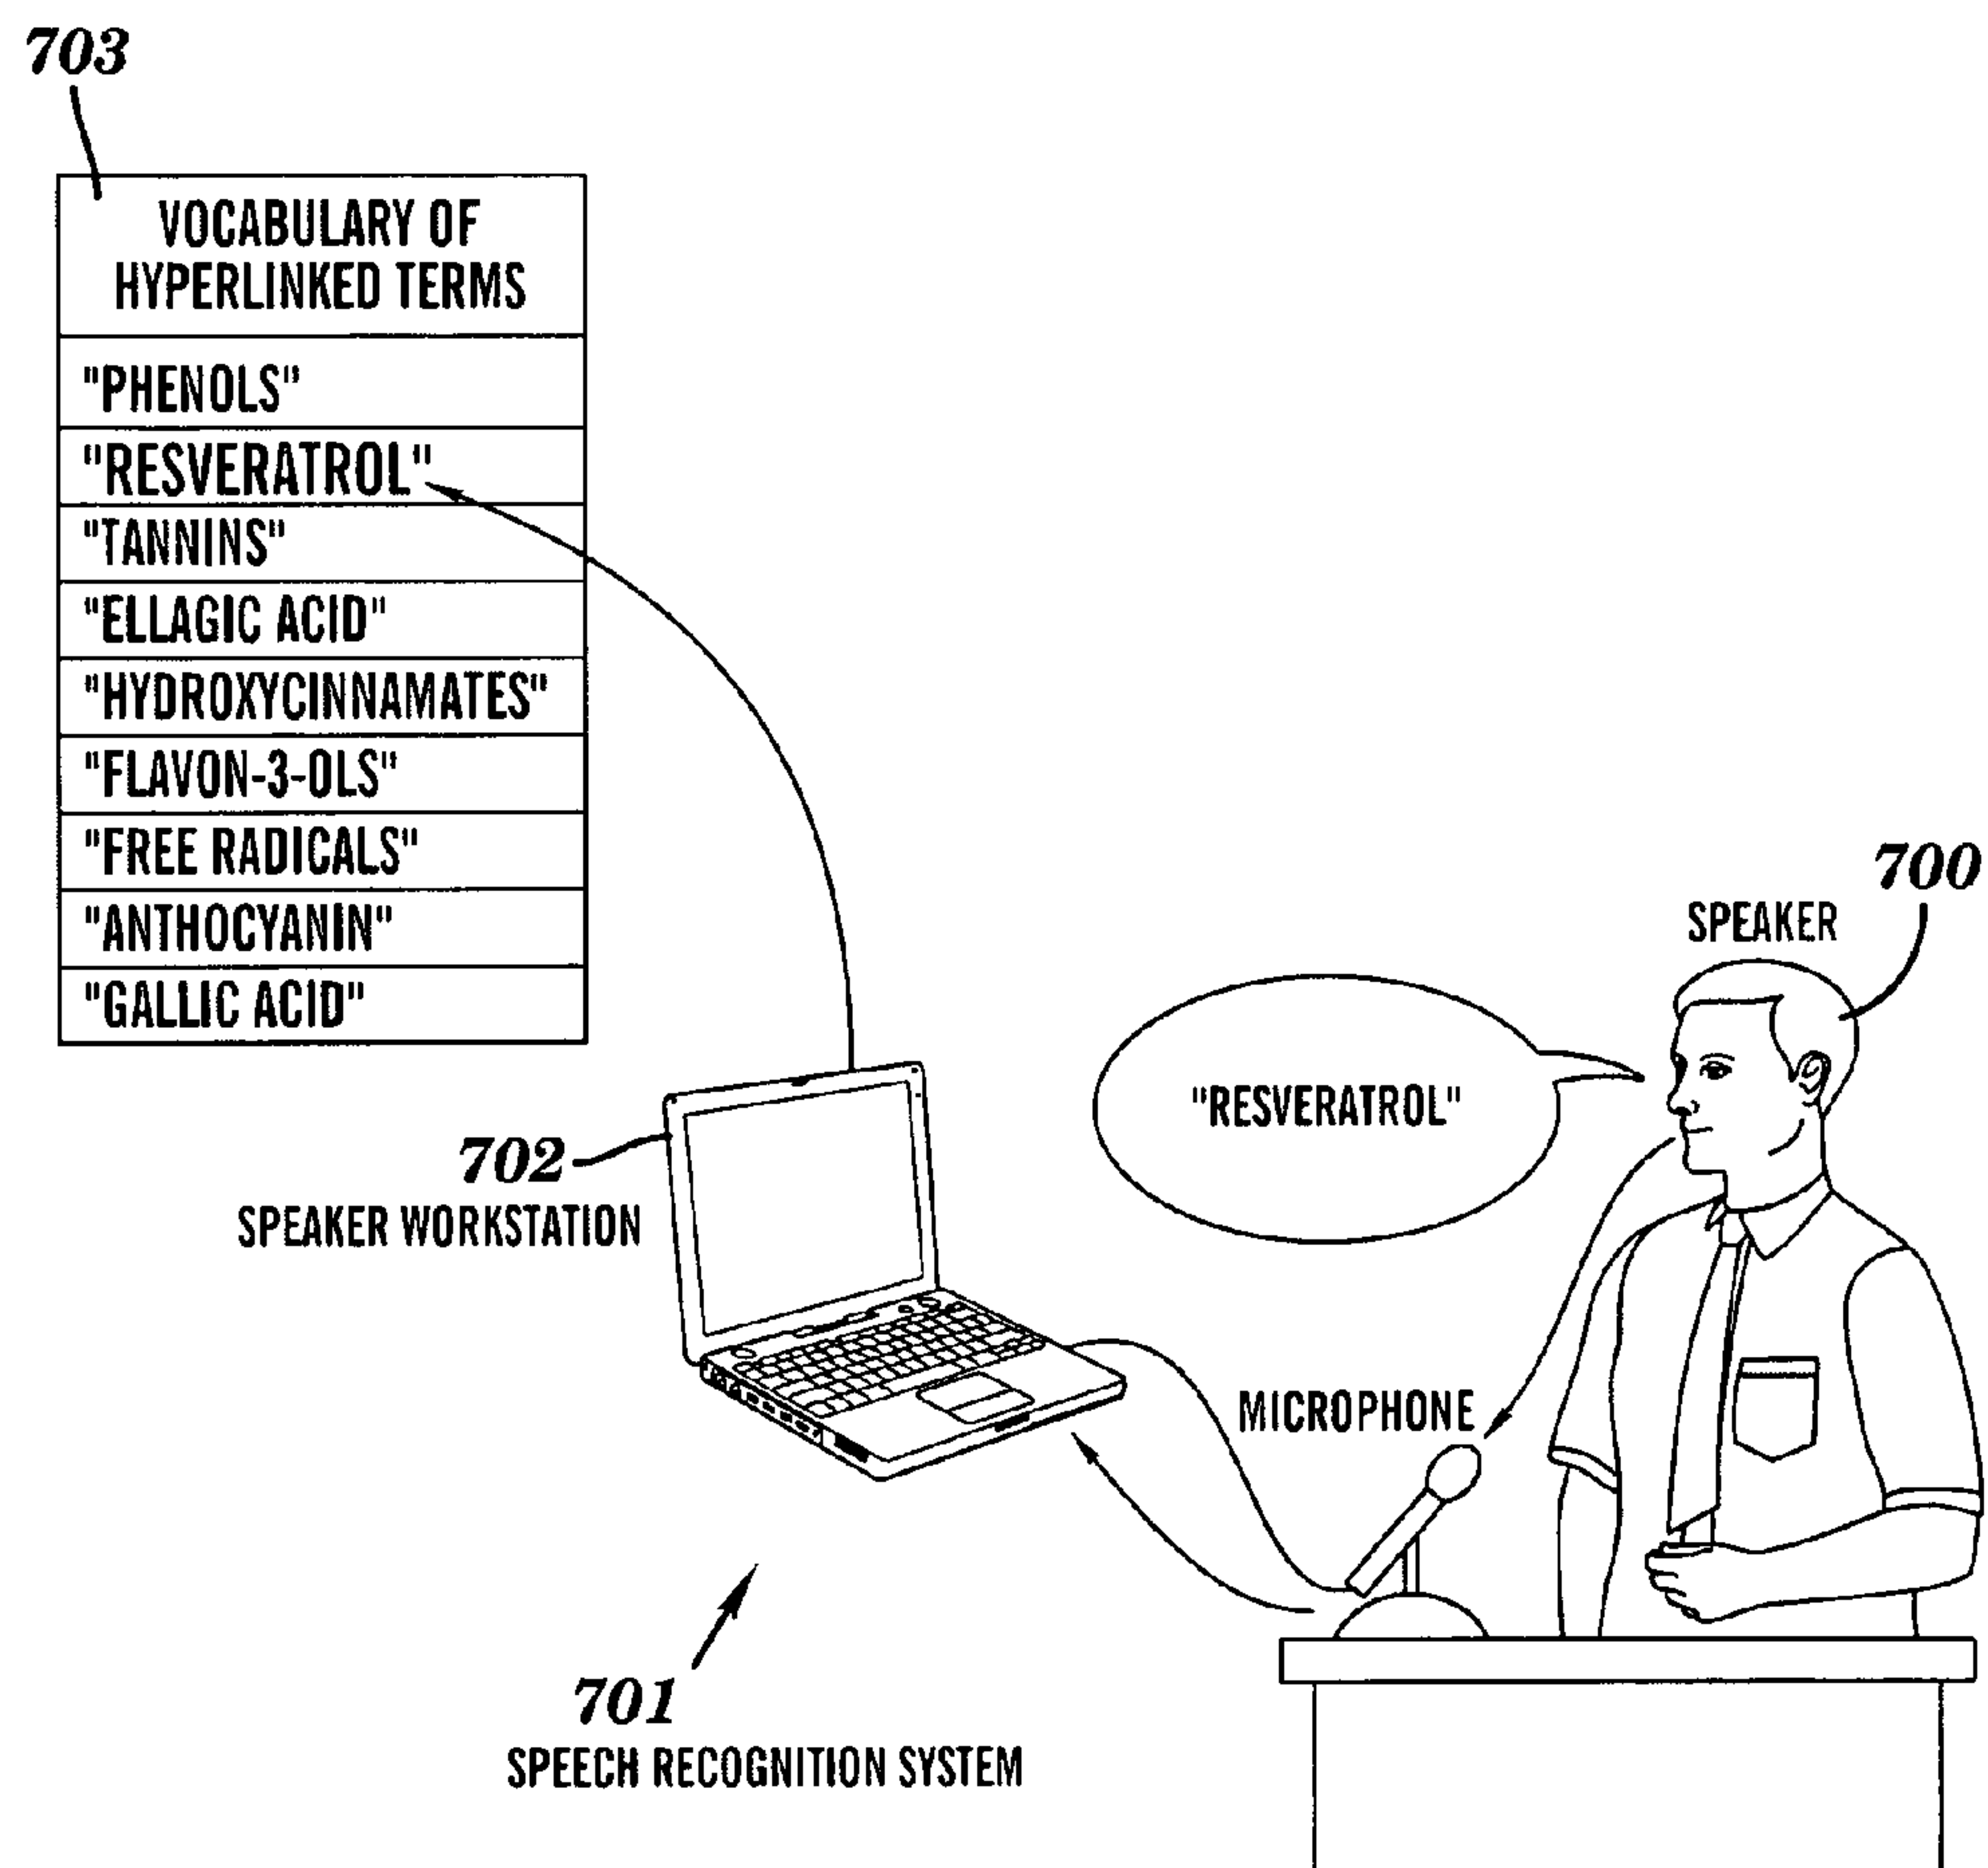 703
VOCABULARY OF
HYPERLINKED TERMS
"PHENOLS"
"RESVERATROL"
"TANNINS"
"ELLAGIC ACID"
"HYDROXYCINNAMATES"
"FLAVON-3-OLS"
"FREE RADICALS"
"ANTHOCYANIN"
"GALLIC ACID"
700
SPEAKER
"RESVERATROL"
702
SPEAKER WORKSTATION
MICROPHONE
701
SPEECH RECOGNITION SYSTEM